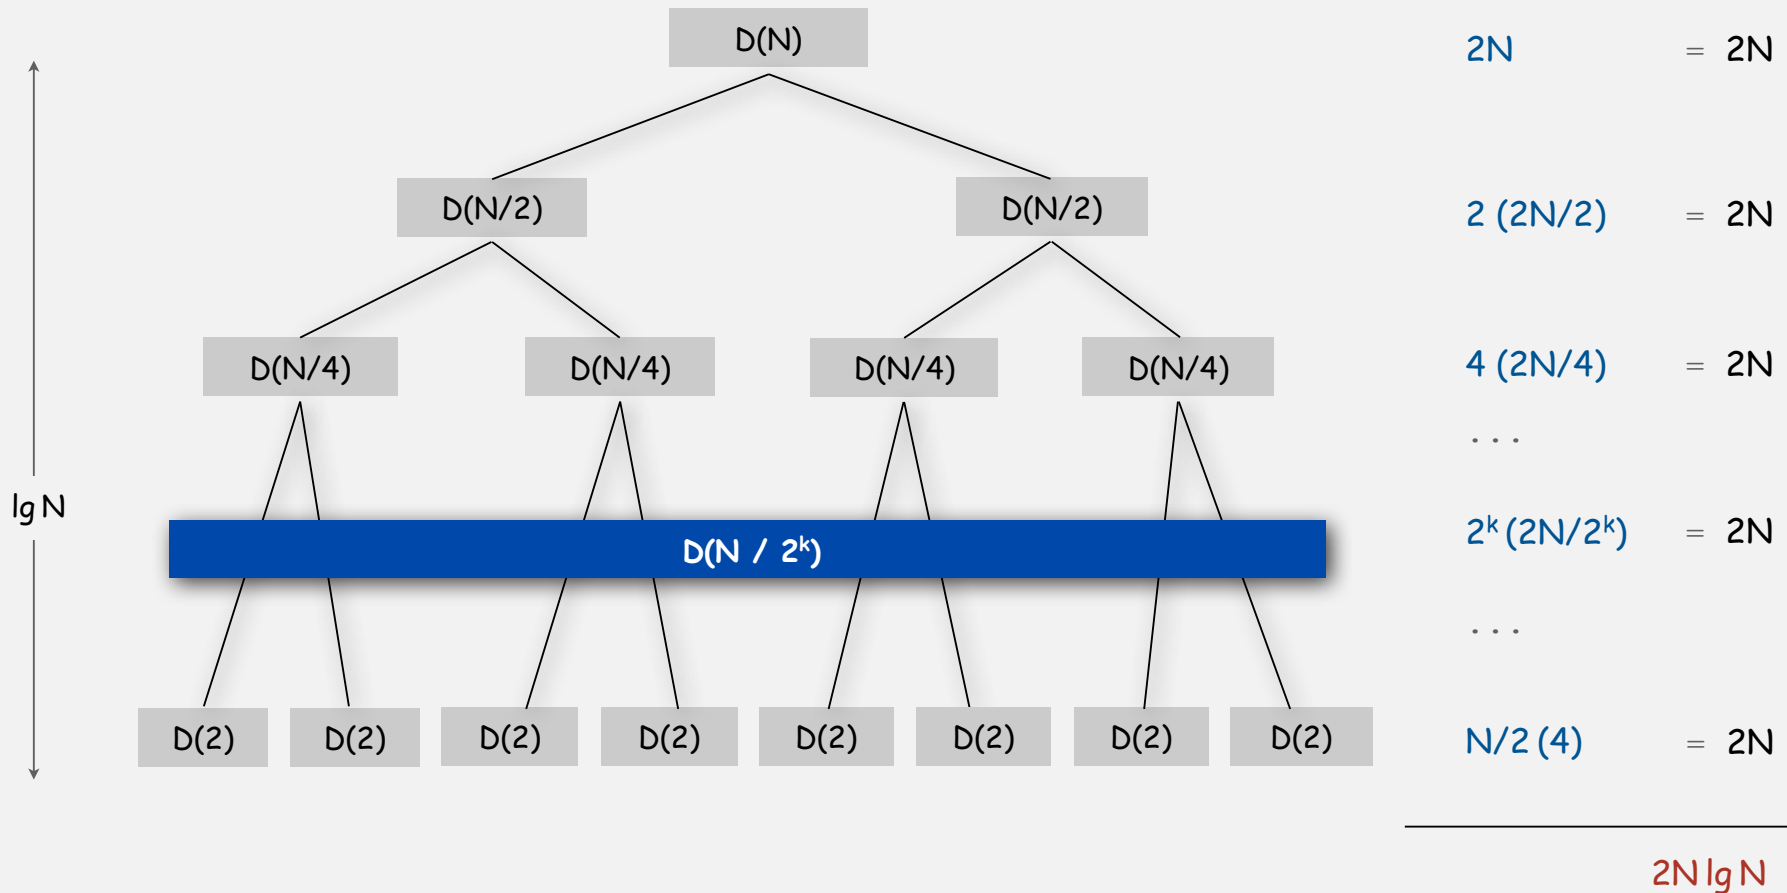 D(N)
2N = 2N
D(N/2) D(N/2)
2 (2N/2) = 2N
D(N/4) D(N/4) D(N/4) D(N/4)
4 (2N/4) = 2N
. . .
lg N
D(N / 2ᵏ)
2ᵏ (2N/2ᵏ) = 2N
. . .
D(2) D(2) D(2) D(2) D(2) D(2) D(2) D(2)
N/2 (4) = 2N
2N lg N